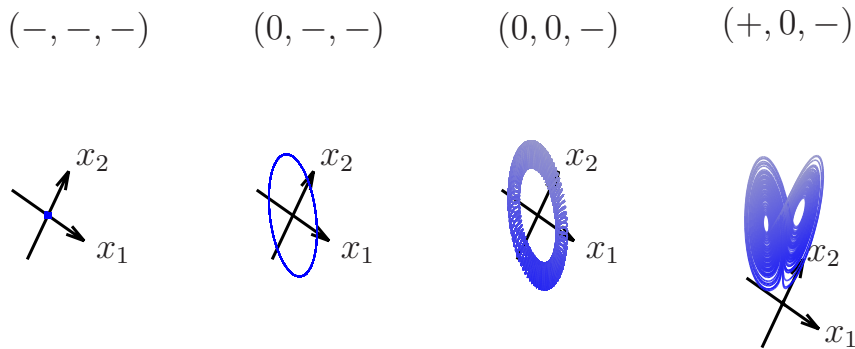 (−, −, −) (0, −, −) (0, 0, −) (+, 0, −)
x₂ x₂ x₂
x₁ x₁ x₁ x₂
x₁